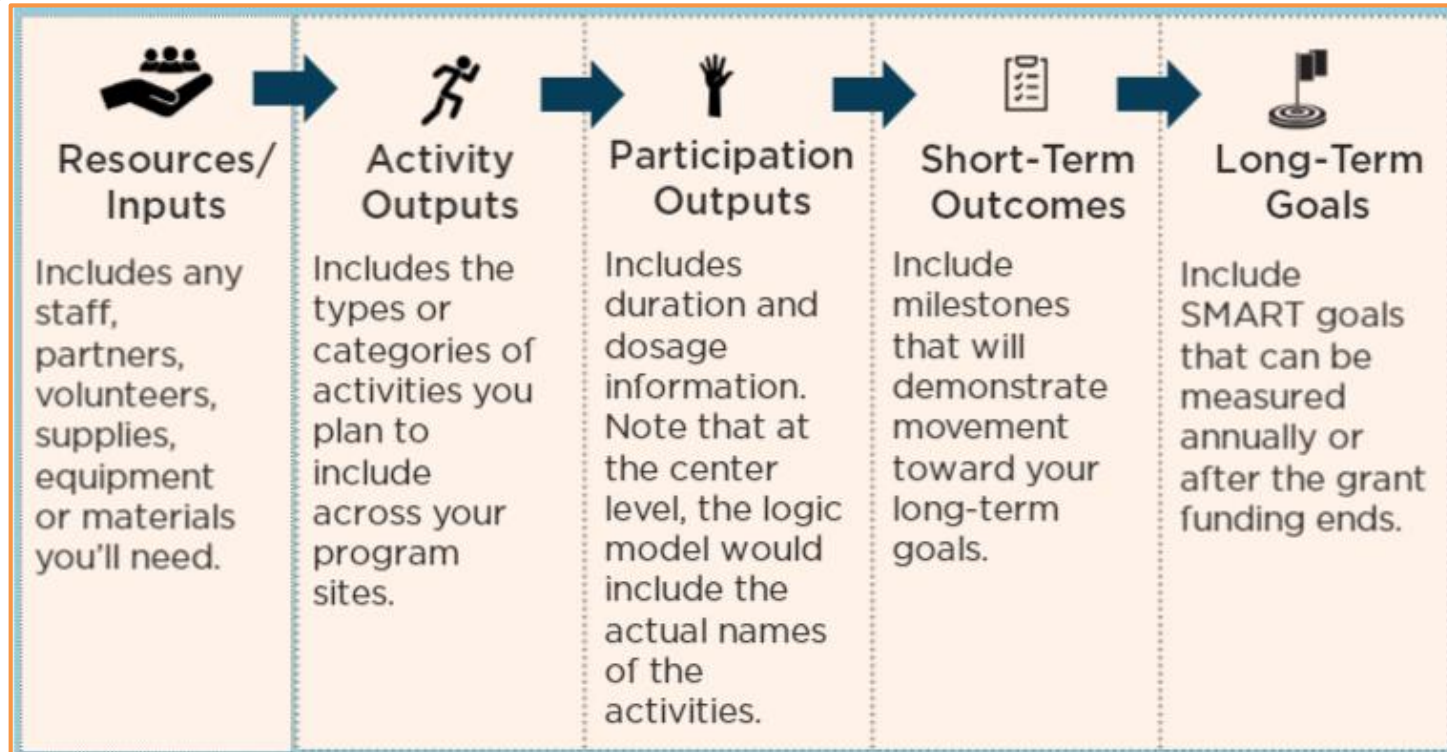 Resources/
Inputs
Includes any
staff,
partners,
volunteers,
supplies,
equipment
or materials
you'll need.
Activity
Outputs
Includes the
types or
categories of
activities you
plan to
include
across your
program
sites.
Participation
Outputs
Includes
duration and
dosage
information.
Note that at
the center
level, the logic
model would
include the
actual names
of the
activities.
Short-Term
Outcomes
Include
milestones
that will
demonstrate
movement
toward your
long-term
goals.
Long-Term
Goals
Include
SMART goals
that can be
measured
annually or
after the grant
funding ends.